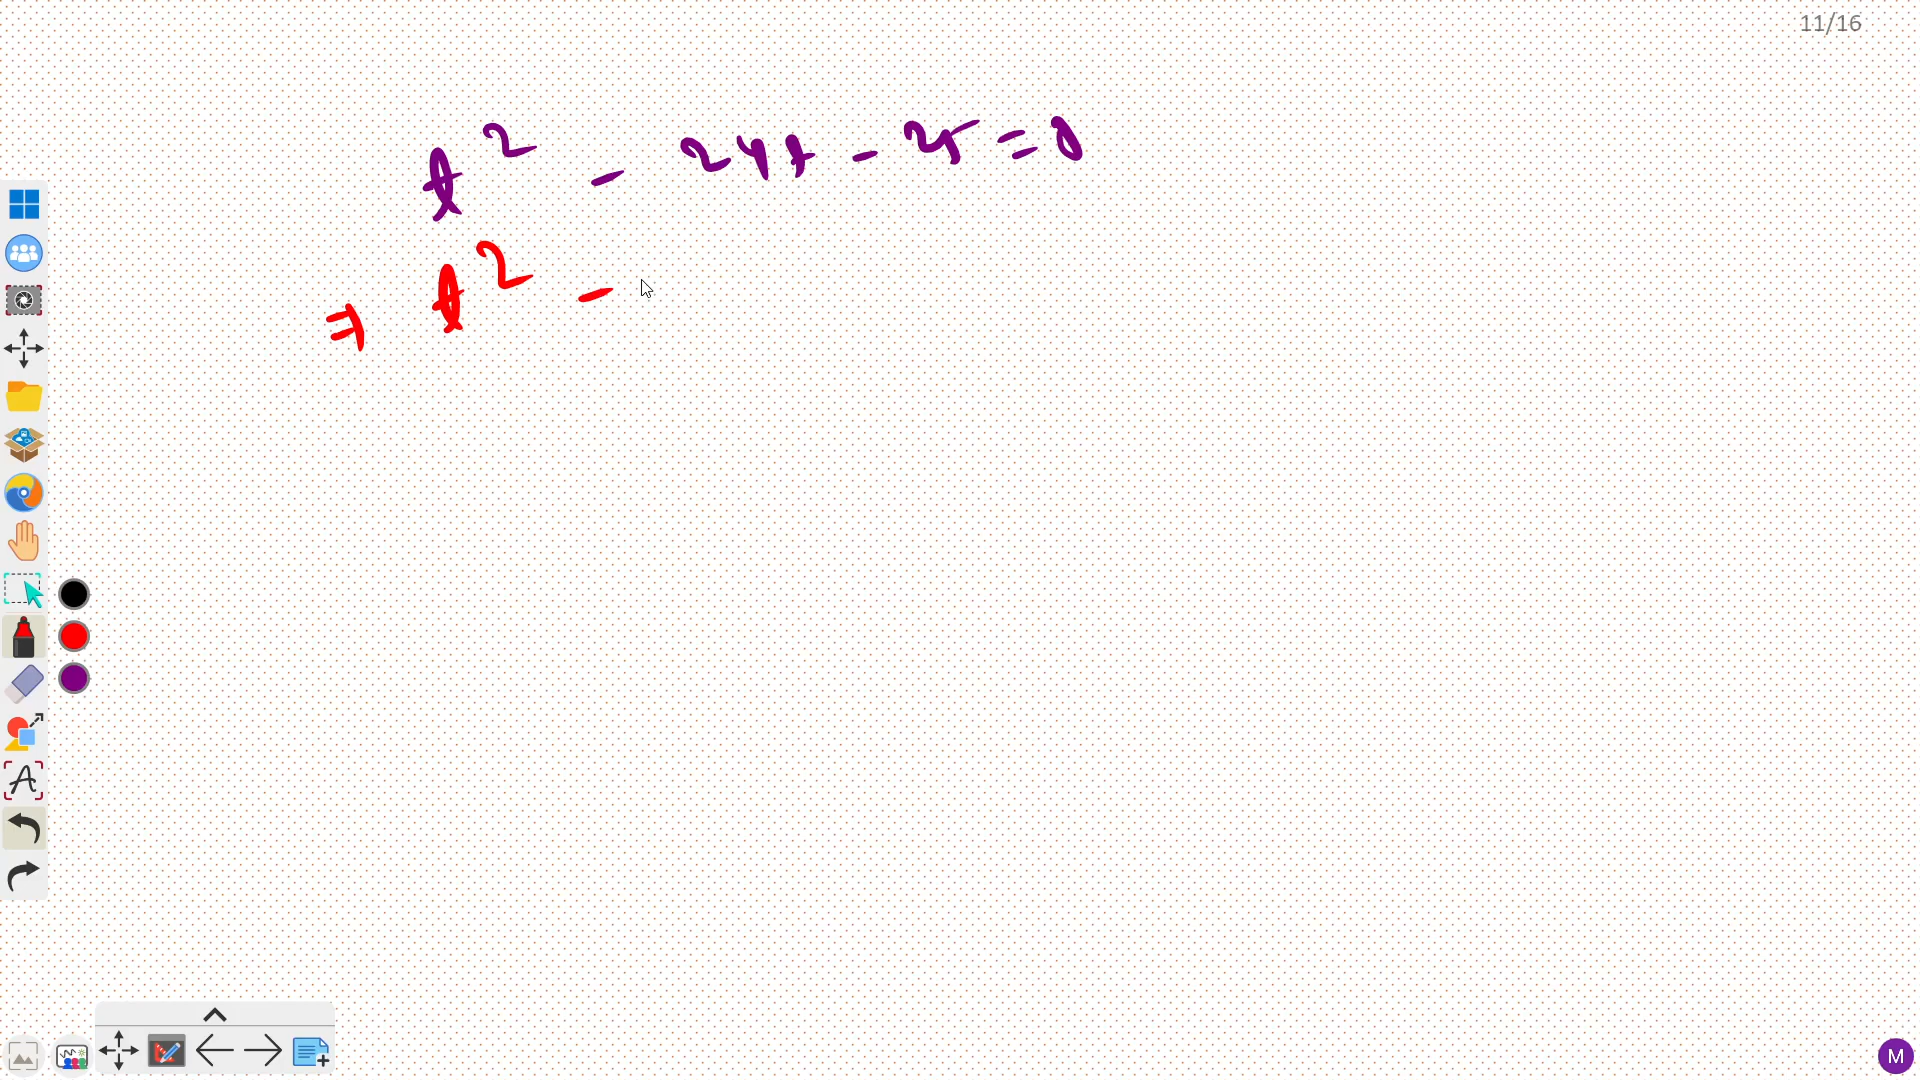 11/16
t² - 24t - 25 = 0
⇒ t² -
M